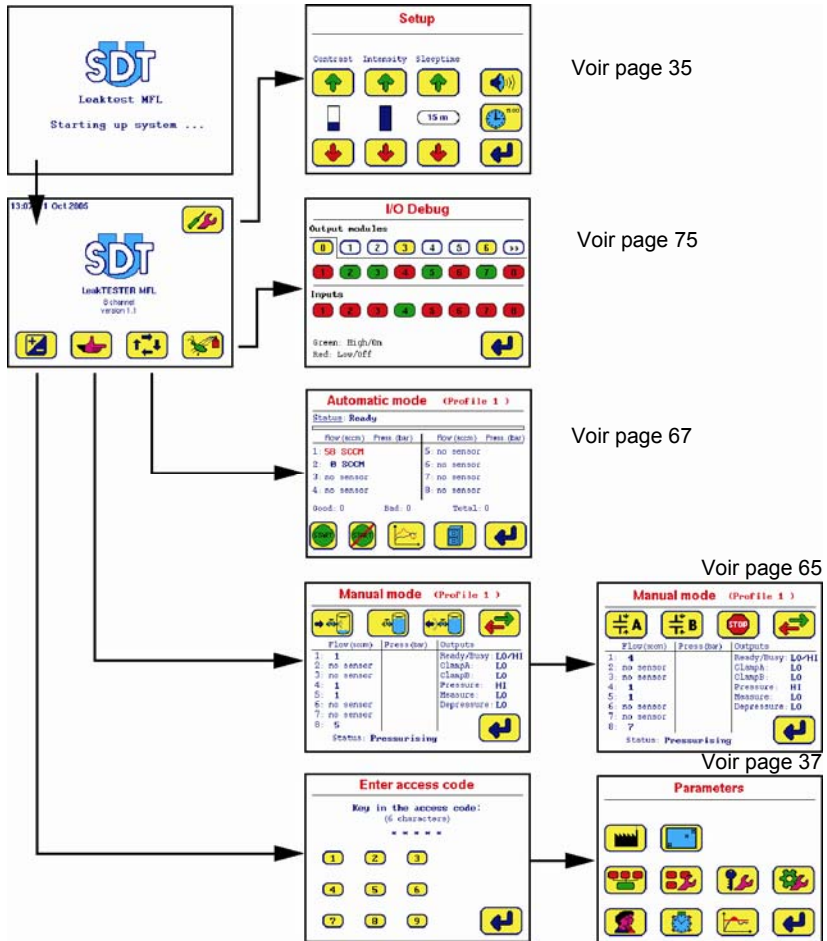 SDT
Leaktest MFL
Starting up system ...
Setup
Contrast Intensity Sleeptime
15 m
15:00
Voir page 35
13:07 1 Oct 2005
SDT
LeakTESTER MFL
8 channel
version 1.1
I/O Debug
Output modules
0 1 2 3 4 5 6 >>
1 2 3 4 5 6 7 8
Inputs
1 2 3 4 5 6 7 8
Green: High/On
Red: Low/Off
Voir page 75
Automatic mode (Profile 1 )
Status: Ready
Flow (sccm) Press. (bar) Flow (sccm) Press. (bar)
1: 50 SCCM 5: no sensor
2: 0 SCCM 6: no sensor
3: no sensor 7: no sensor
4: no sensor 8: no sensor
Good: 0 Bad: 0 Total: 0
START START
Voir page 67
Voir page 65
Manual mode (Profile 1 )
Flow(sccm) Press(bar) Outputs
1: 1 Ready/Busy: LO/HI
2: no sensor ClampA: LO
3: no sensor ClampB: LO
4: 1 Pressure: HI
5: 1 Measure: LO
6: no sensor Depressure: LO
7: no sensor
8: 5
Status: Pressurising
Manual mode (Profile 1 )
A B STOP
Flow(sccm) Press(bar) Outputs
1: 4 Ready/Busy: LO/HI
2: no sensor ClampA: LO
3: no sensor ClampB: LO
4: 1 Pressure: HI
5: 1 Measure: LO
6: no sensor Depressure: LO
7: no sensor
8: 7
Status: Pressurising
Voir page 37
Enter access code
Key in the access code:
(6 characters)
- - - - -
1 2 3
4 5 6
7 8 9
Parameters